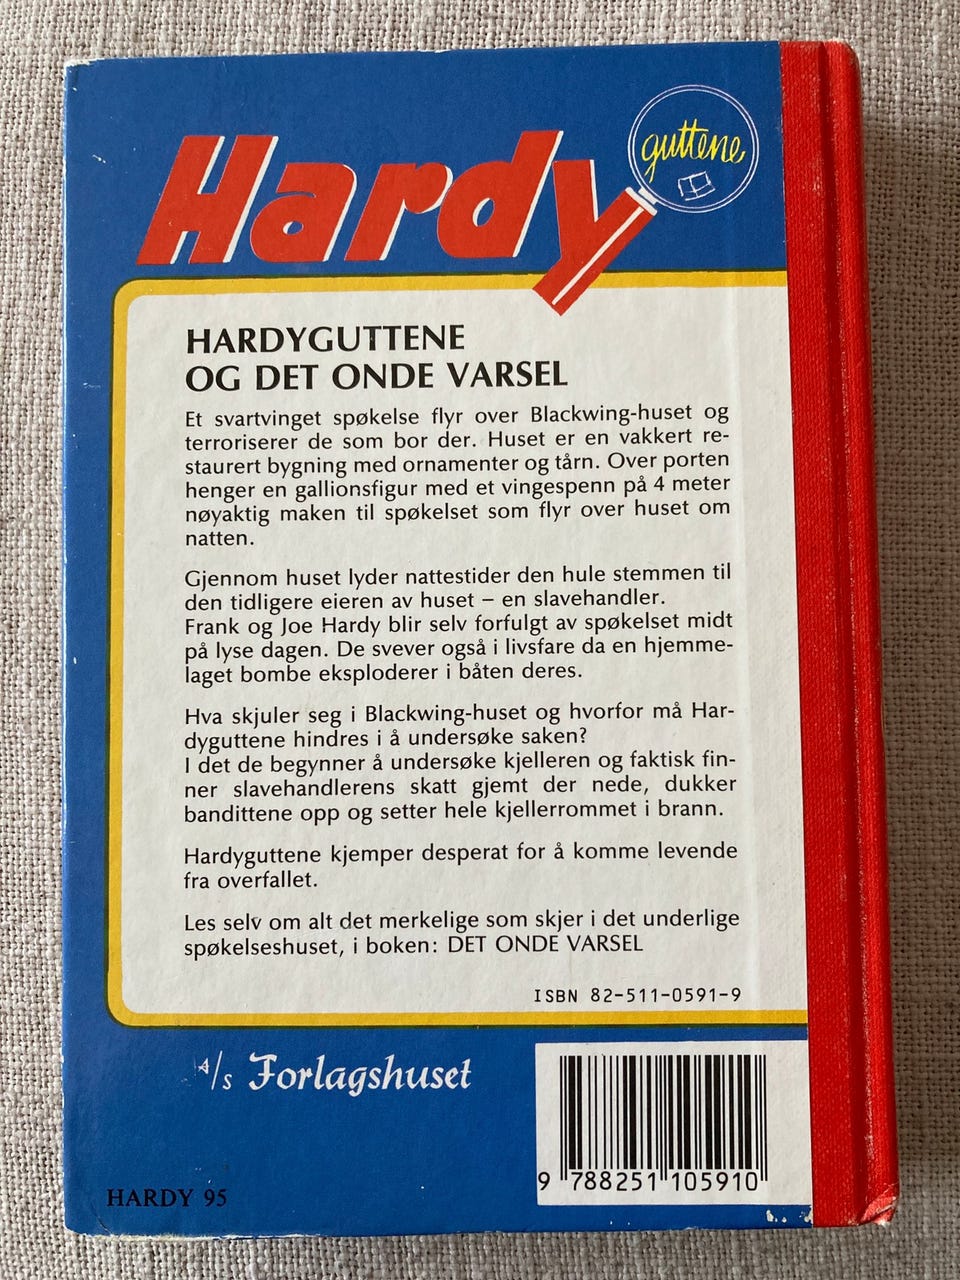 Hardy
guttene
HARDYGUTTENE
OG DET ONDE VARSEL
Et svartvinget spøkelse flyr over Blackwing-huset og
terroriserer de som bor der. Huset er en vakkert re-
staurert bygning med ornamenter og tårn. Over porten
henger en gallionsfigur med et vingespenn på 4 meter
nøyaktig maken til spøkelset som flyr over huset om
natten.
Gjennom huset lyder nattestider den hule stemmen til
den tidligere eieren av huset – en slavehandler.
Frank og Joe Hardy blir selv forfulgt av spøkelset midt
på lyse dagen. De svever også i livsfare da en hjemme-
laget bombe eksploderer i båten deres.
Hva skjuler seg i Blackwing-huset og hvorfor må Har-
dyguttene hindres i å undersøke saken?
I det de begynner å undersøke kjelleren og faktisk fin-
ner slavehandlerens skatt gjemt der nede, dukker
bandittene opp og setter hele kjellerrommet i brann.
Hardyguttene kjemper desperat for å komme levende
fra overfallet.
Les selv om alt det merkelige som skjer i det underlige
spøkelseshuset, i boken: DET ONDE VARSEL
ISBN 82-511-0591-9
A/s Forlagshuset
9 788251 105910
HARDY 95